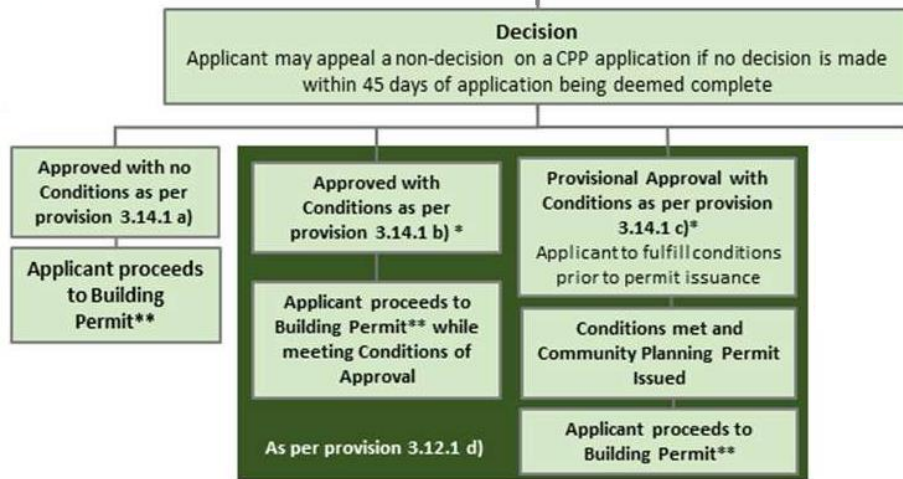 Decision
Applicant may appeal a non-decision on a CPP application if no decision is made
within 45 days of application being deemed complete
Approved with no
Conditions as per
provision 3.14.1 a)
Applicant proceeds
to Building
Permit**
Approved with
Conditions as per
provision 3.14.1 b) *
Applicant proceeds to
Building Permit** while
meeting Conditions of
Approval
As per provision 3.12.1 d)
Provisional Approval with
Conditions as per provision
3.14.1 c)*
Applicant to fulfill conditions
prior to permit issuance
Conditions met and
Community Planning Permit
Issued
Applicant proceeds to
Building Permit**